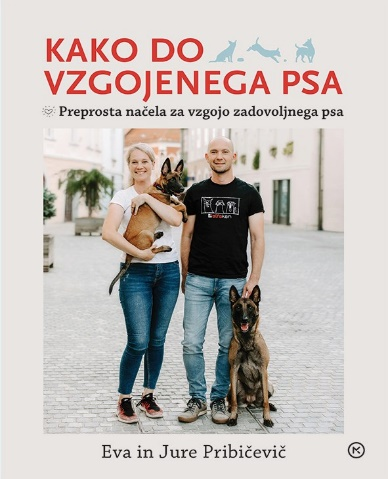 KAKO DO
VZGOJENEGA PSA
Preprosta načela za vzgojo zadovoljnega psa
Eva in Jure Pribičevič